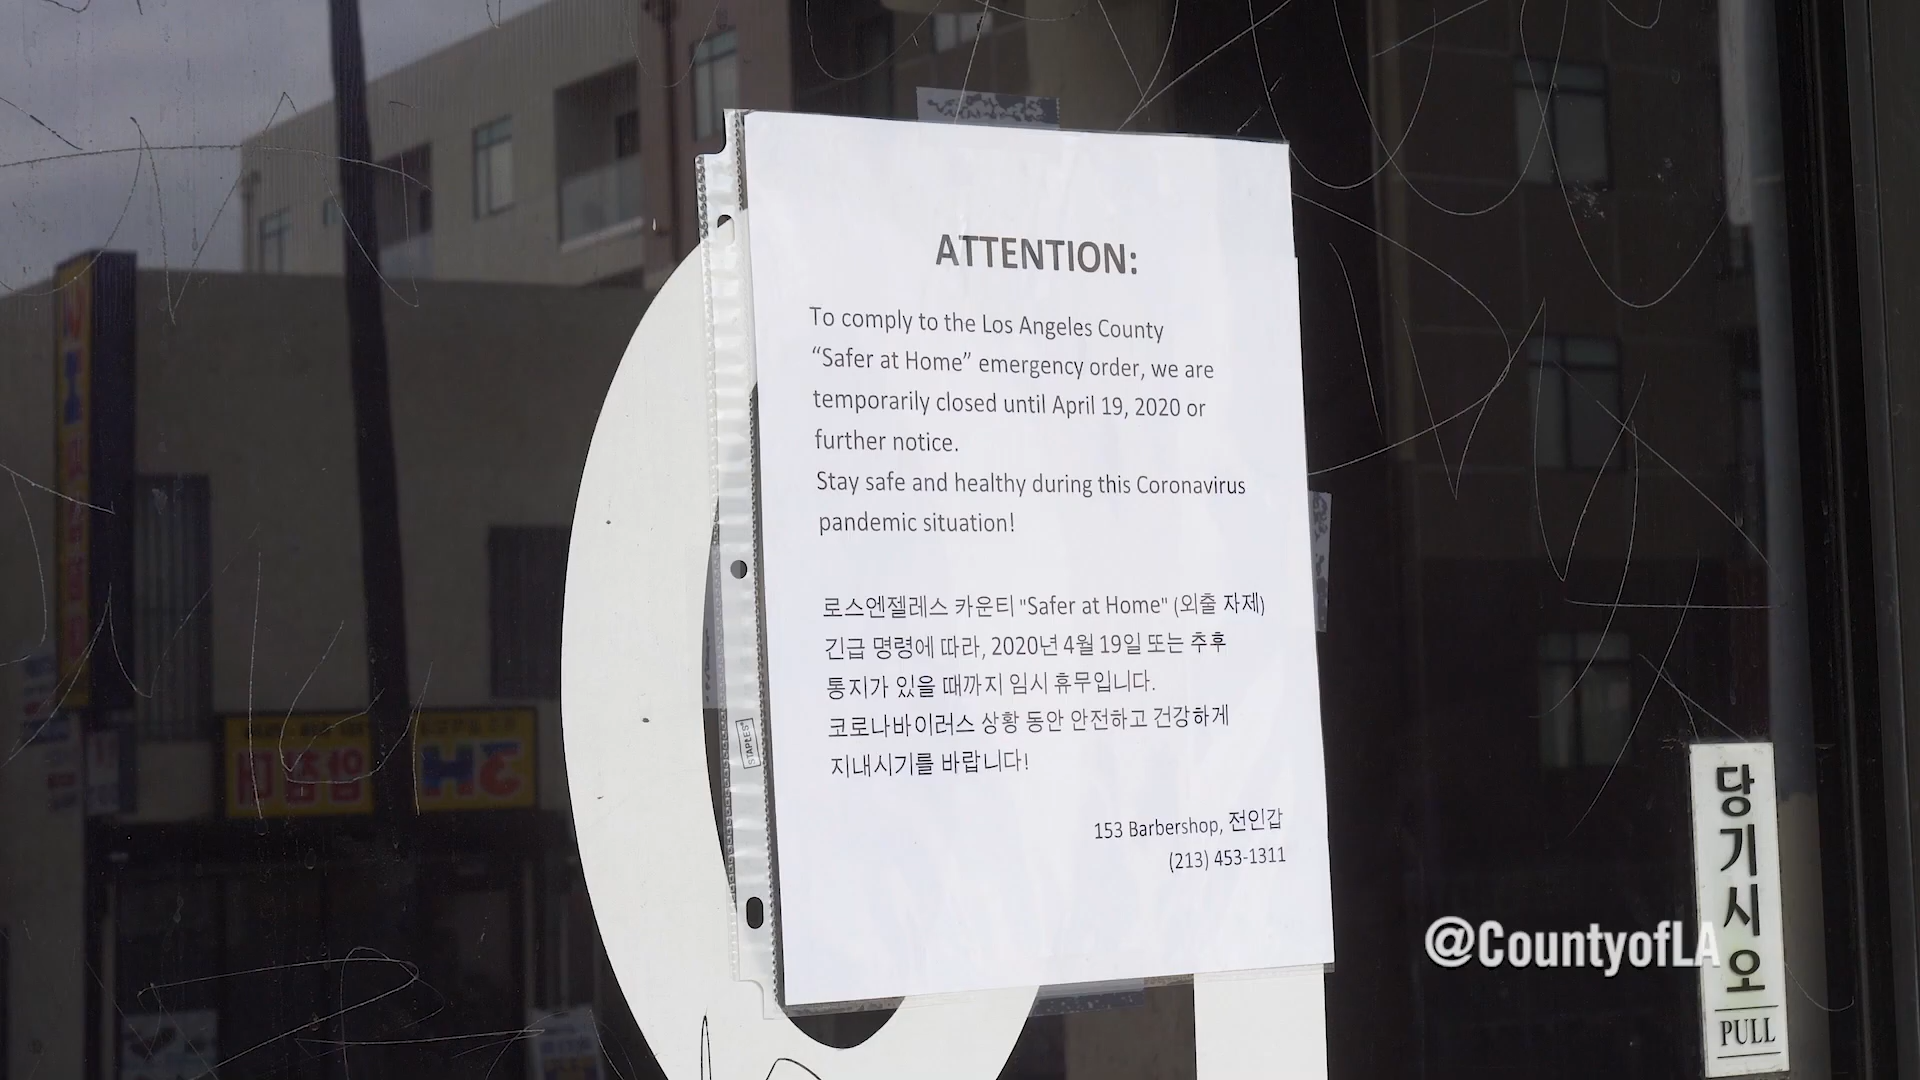 ATTENTION:
To comply to the Los Angeles County
“Safer at Home” emergency order, we are
temporarily closed until April 19, 2020 or
further notice.
Stay safe and healthy during this Coronavirus
pandemic situation!
로스엔젤레스 카운티 "Safer at Home" (외출 자제)
긴급 명령에 따라, 2020년 4월 19일 또는 추후
통지가 있을 때까지 임시 휴무입니다.
코로나바이러스 상황 동안 안전하고 건강하게
지내시기를 바랍니다!
153 Barbershop, 전인갑
(213) 453-1311
STAPLES
@CountyofLA
당기시오
PULL